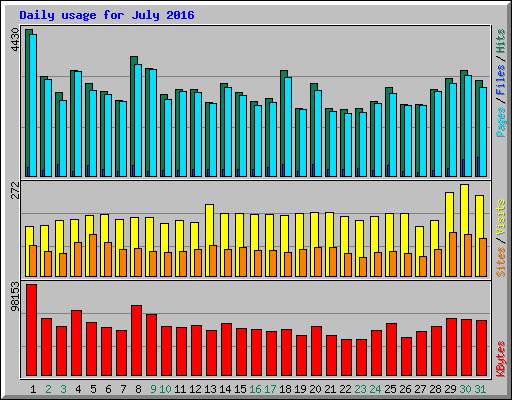 Daily usage for July 2016
4430
Pages / Files / Hits
272
Sites / Visits
98153
KBytes
1 2 3 4 5 6 7 8 9 10 11 12 13 14 15 16 17 18 19 20 21 22 23 24 25 26 27 28 29 30 31